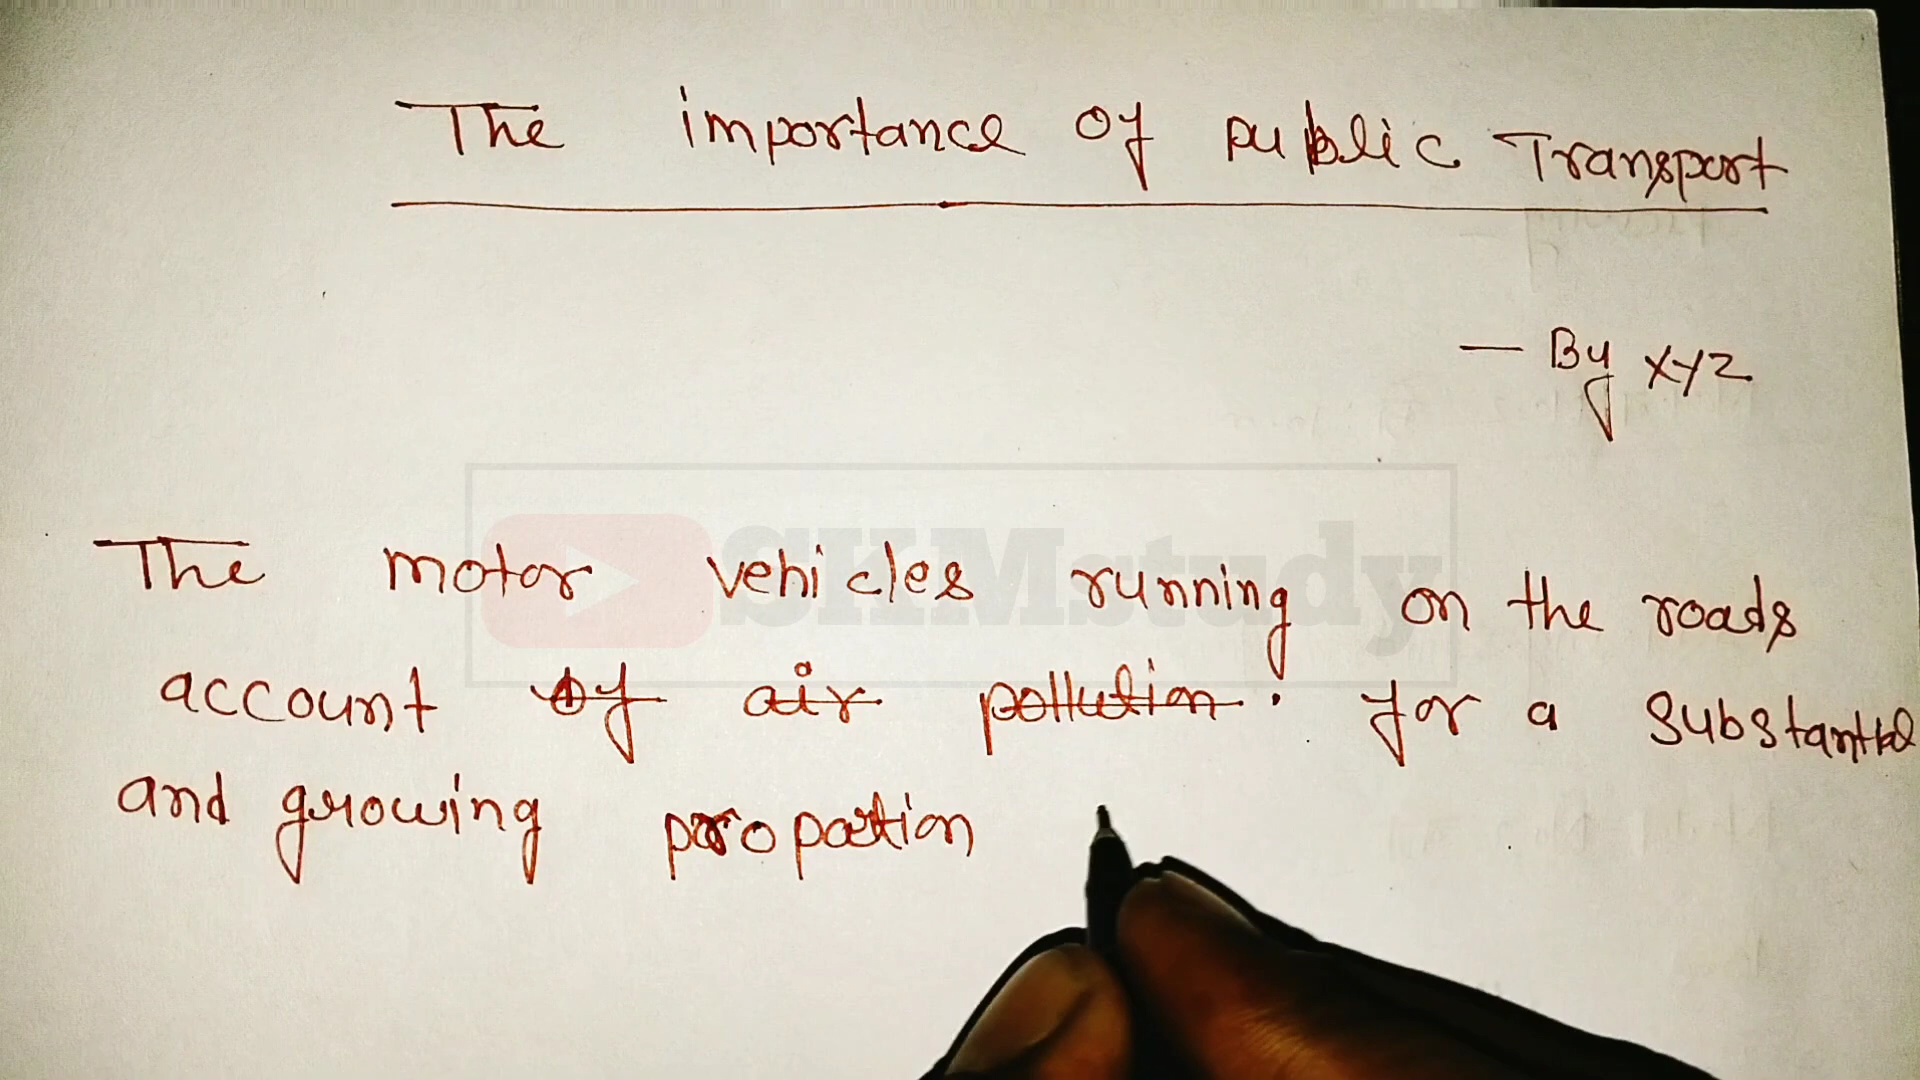 The importance of public Transport
— By XYZ
SKMstudy
The motor vehicles running on the roads
account of air pollution. for a substantial
and growing proportion